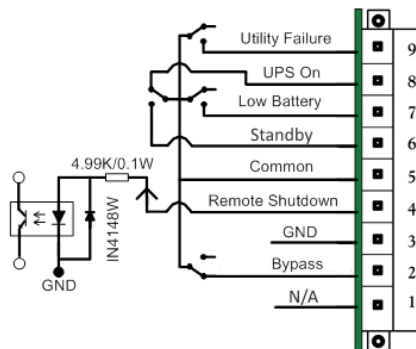 Utility Failure
9
UPS On
8
Low Battery
7
Standby
6
4.99K/0.1W
Common
5
Remote Shutdown
4
IN4148W
GND
3
GND
Bypass
2
N/A
1